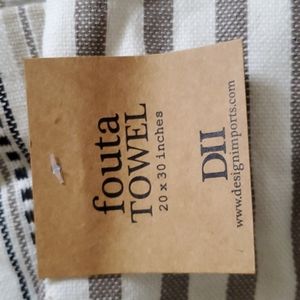 fouta
TOWEL
20 x 30 inches
DII
www.designimports.com